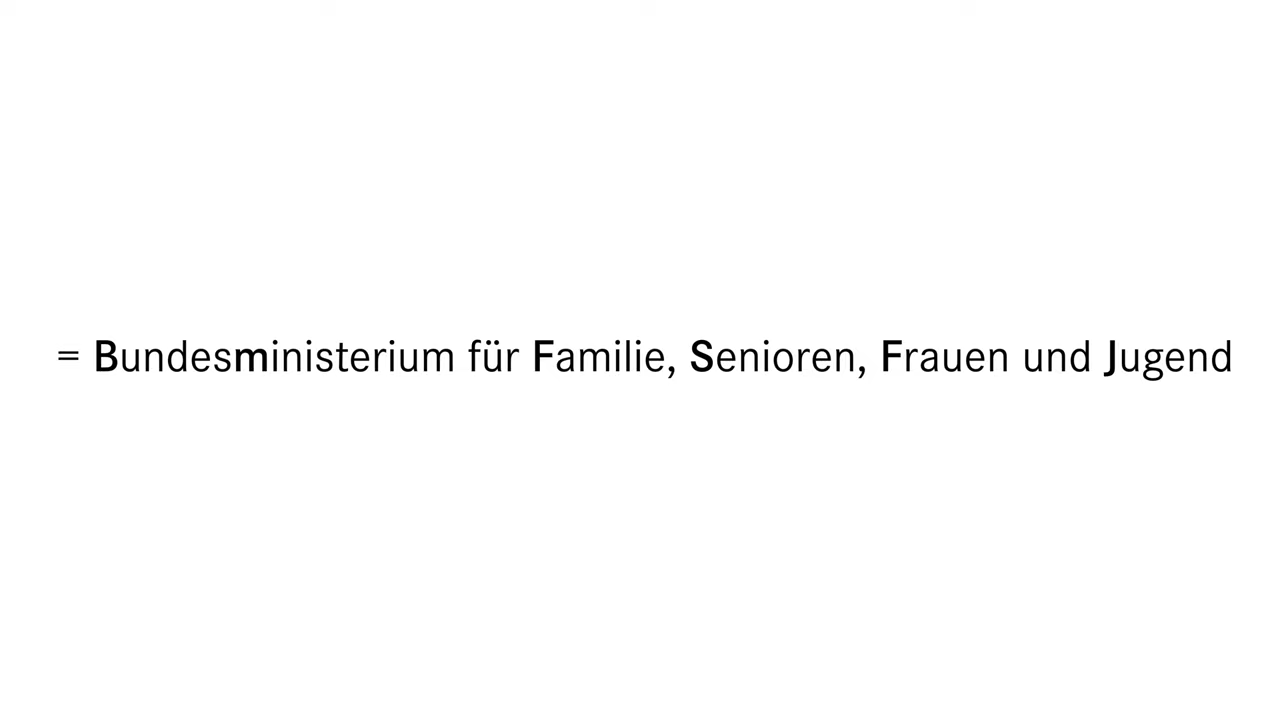 = Bundesministerium für Familie, Senioren, Frauen und Jugend